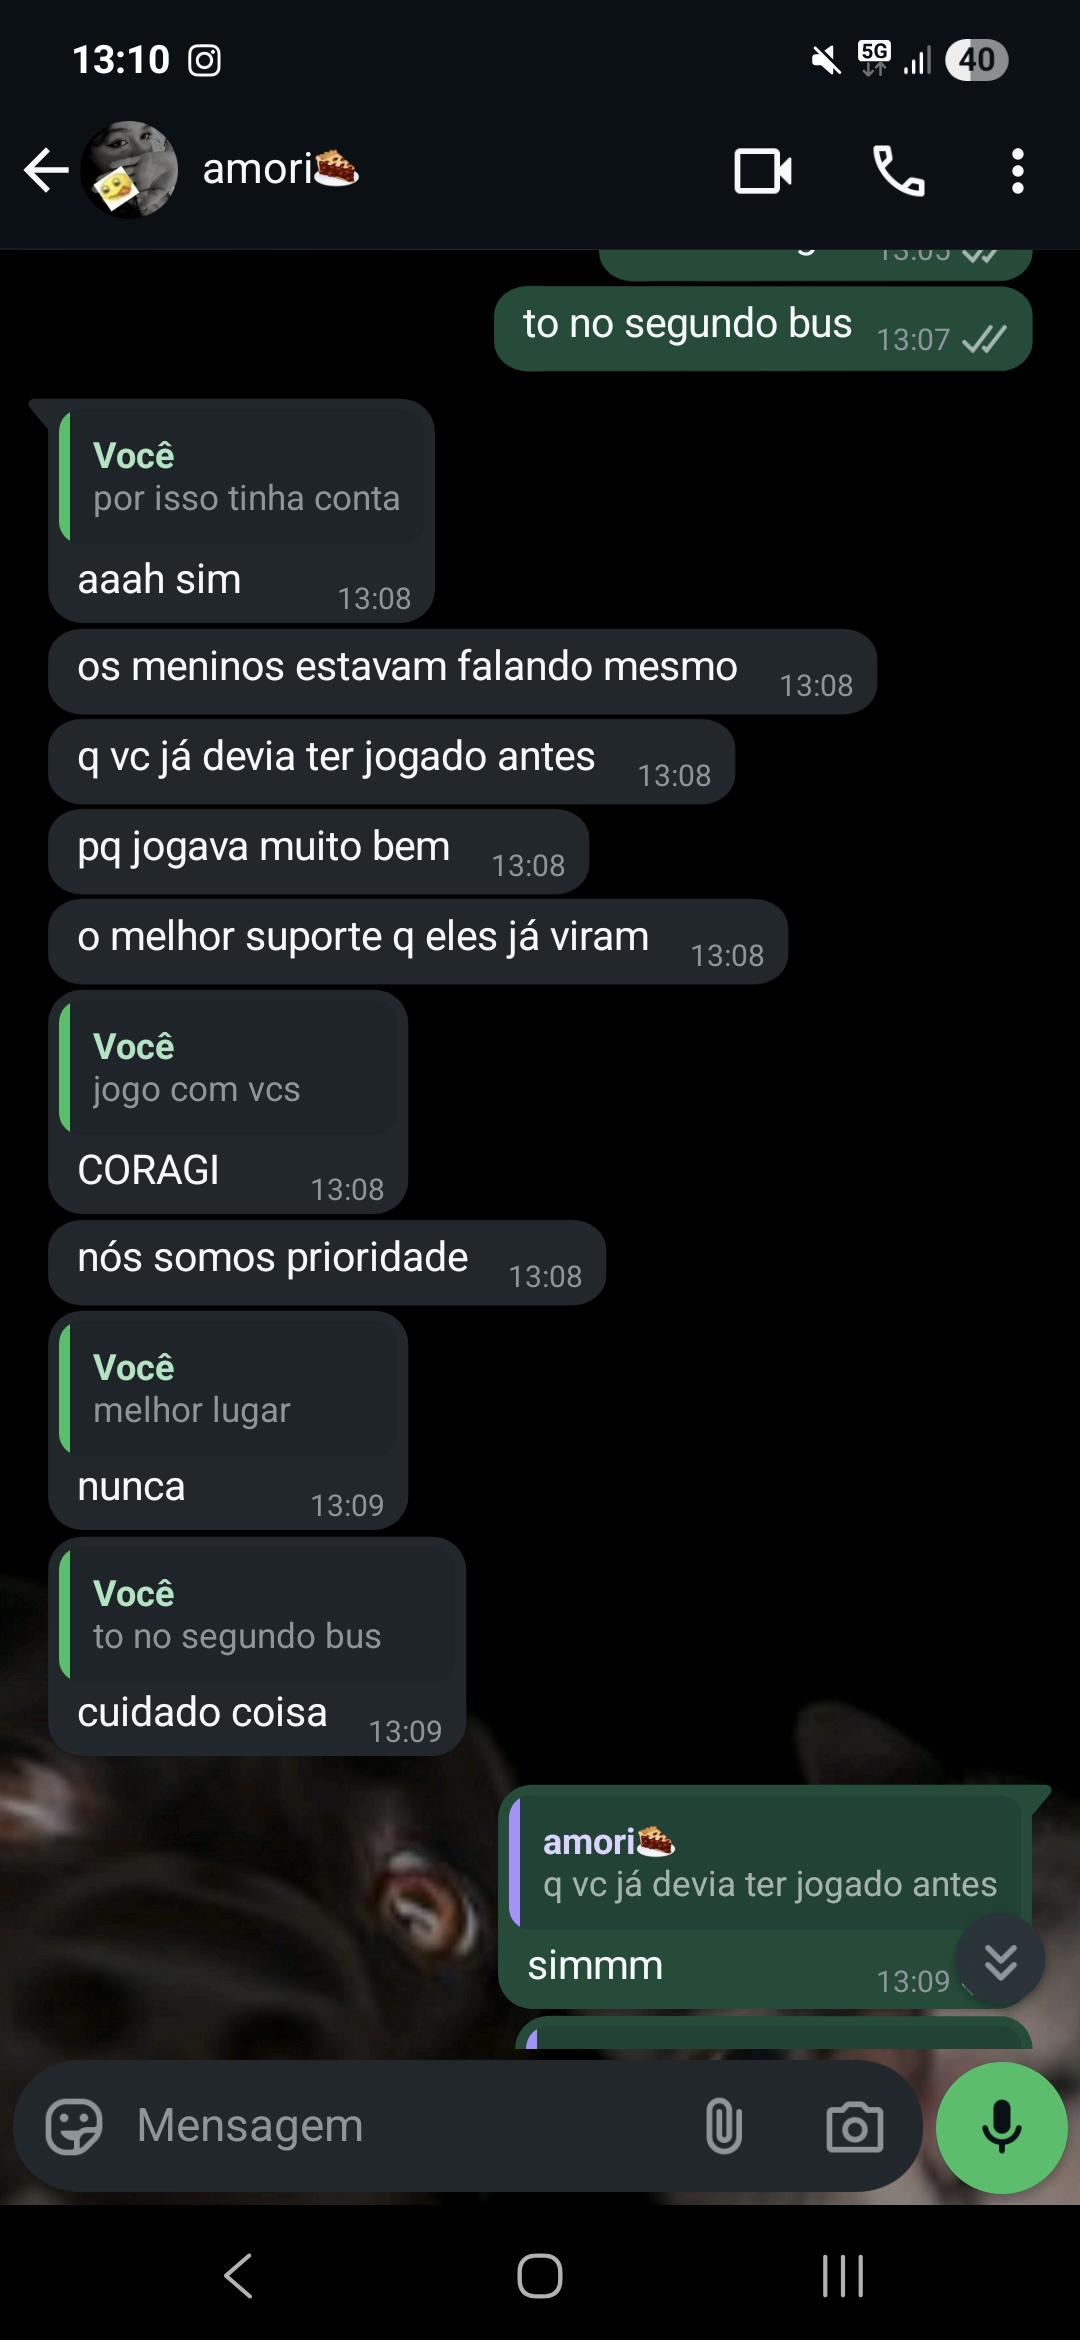 13:10
5G
40
amori
13:05
to no segundo bus 13:07
Você
por isso tinha conta
aaah sim 13:08
os meninos estavam falando mesmo 13:08
q vc já devia ter jogado antes 13:08
pq jogava muito bem 13:08
o melhor suporte q eles já viram 13:08
Você
jogo com vcs
CORAGI 13:08
nós somos prioridade 13:08
Você
melhor lugar
nunca 13:09
Você
to no segundo bus
cuidado coisa 13:09
amori
q vc já devia ter jogado antes
simmm 13:09
Mensagem